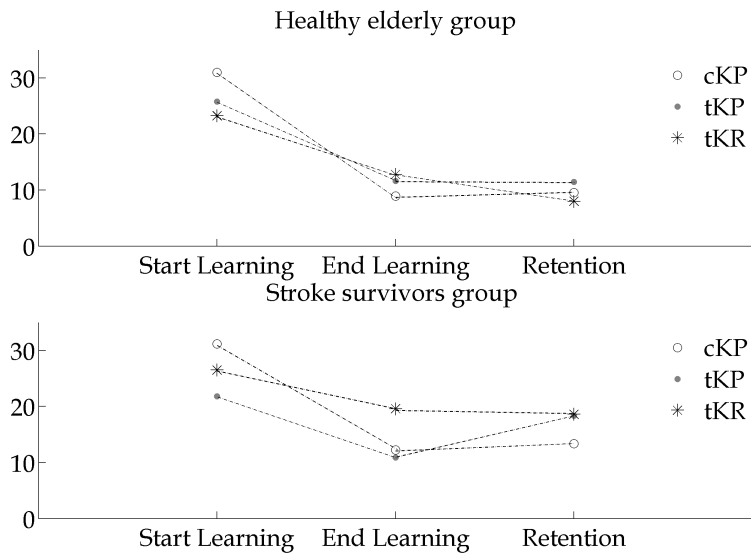 Healthy elderly group
30
20
10
0
cKP
tKP
tKR
Start Learning End Learning Retention
Stroke survivors group
30
20
10
0
cKP
tKP
tKR
Start Learning End Learning Retention